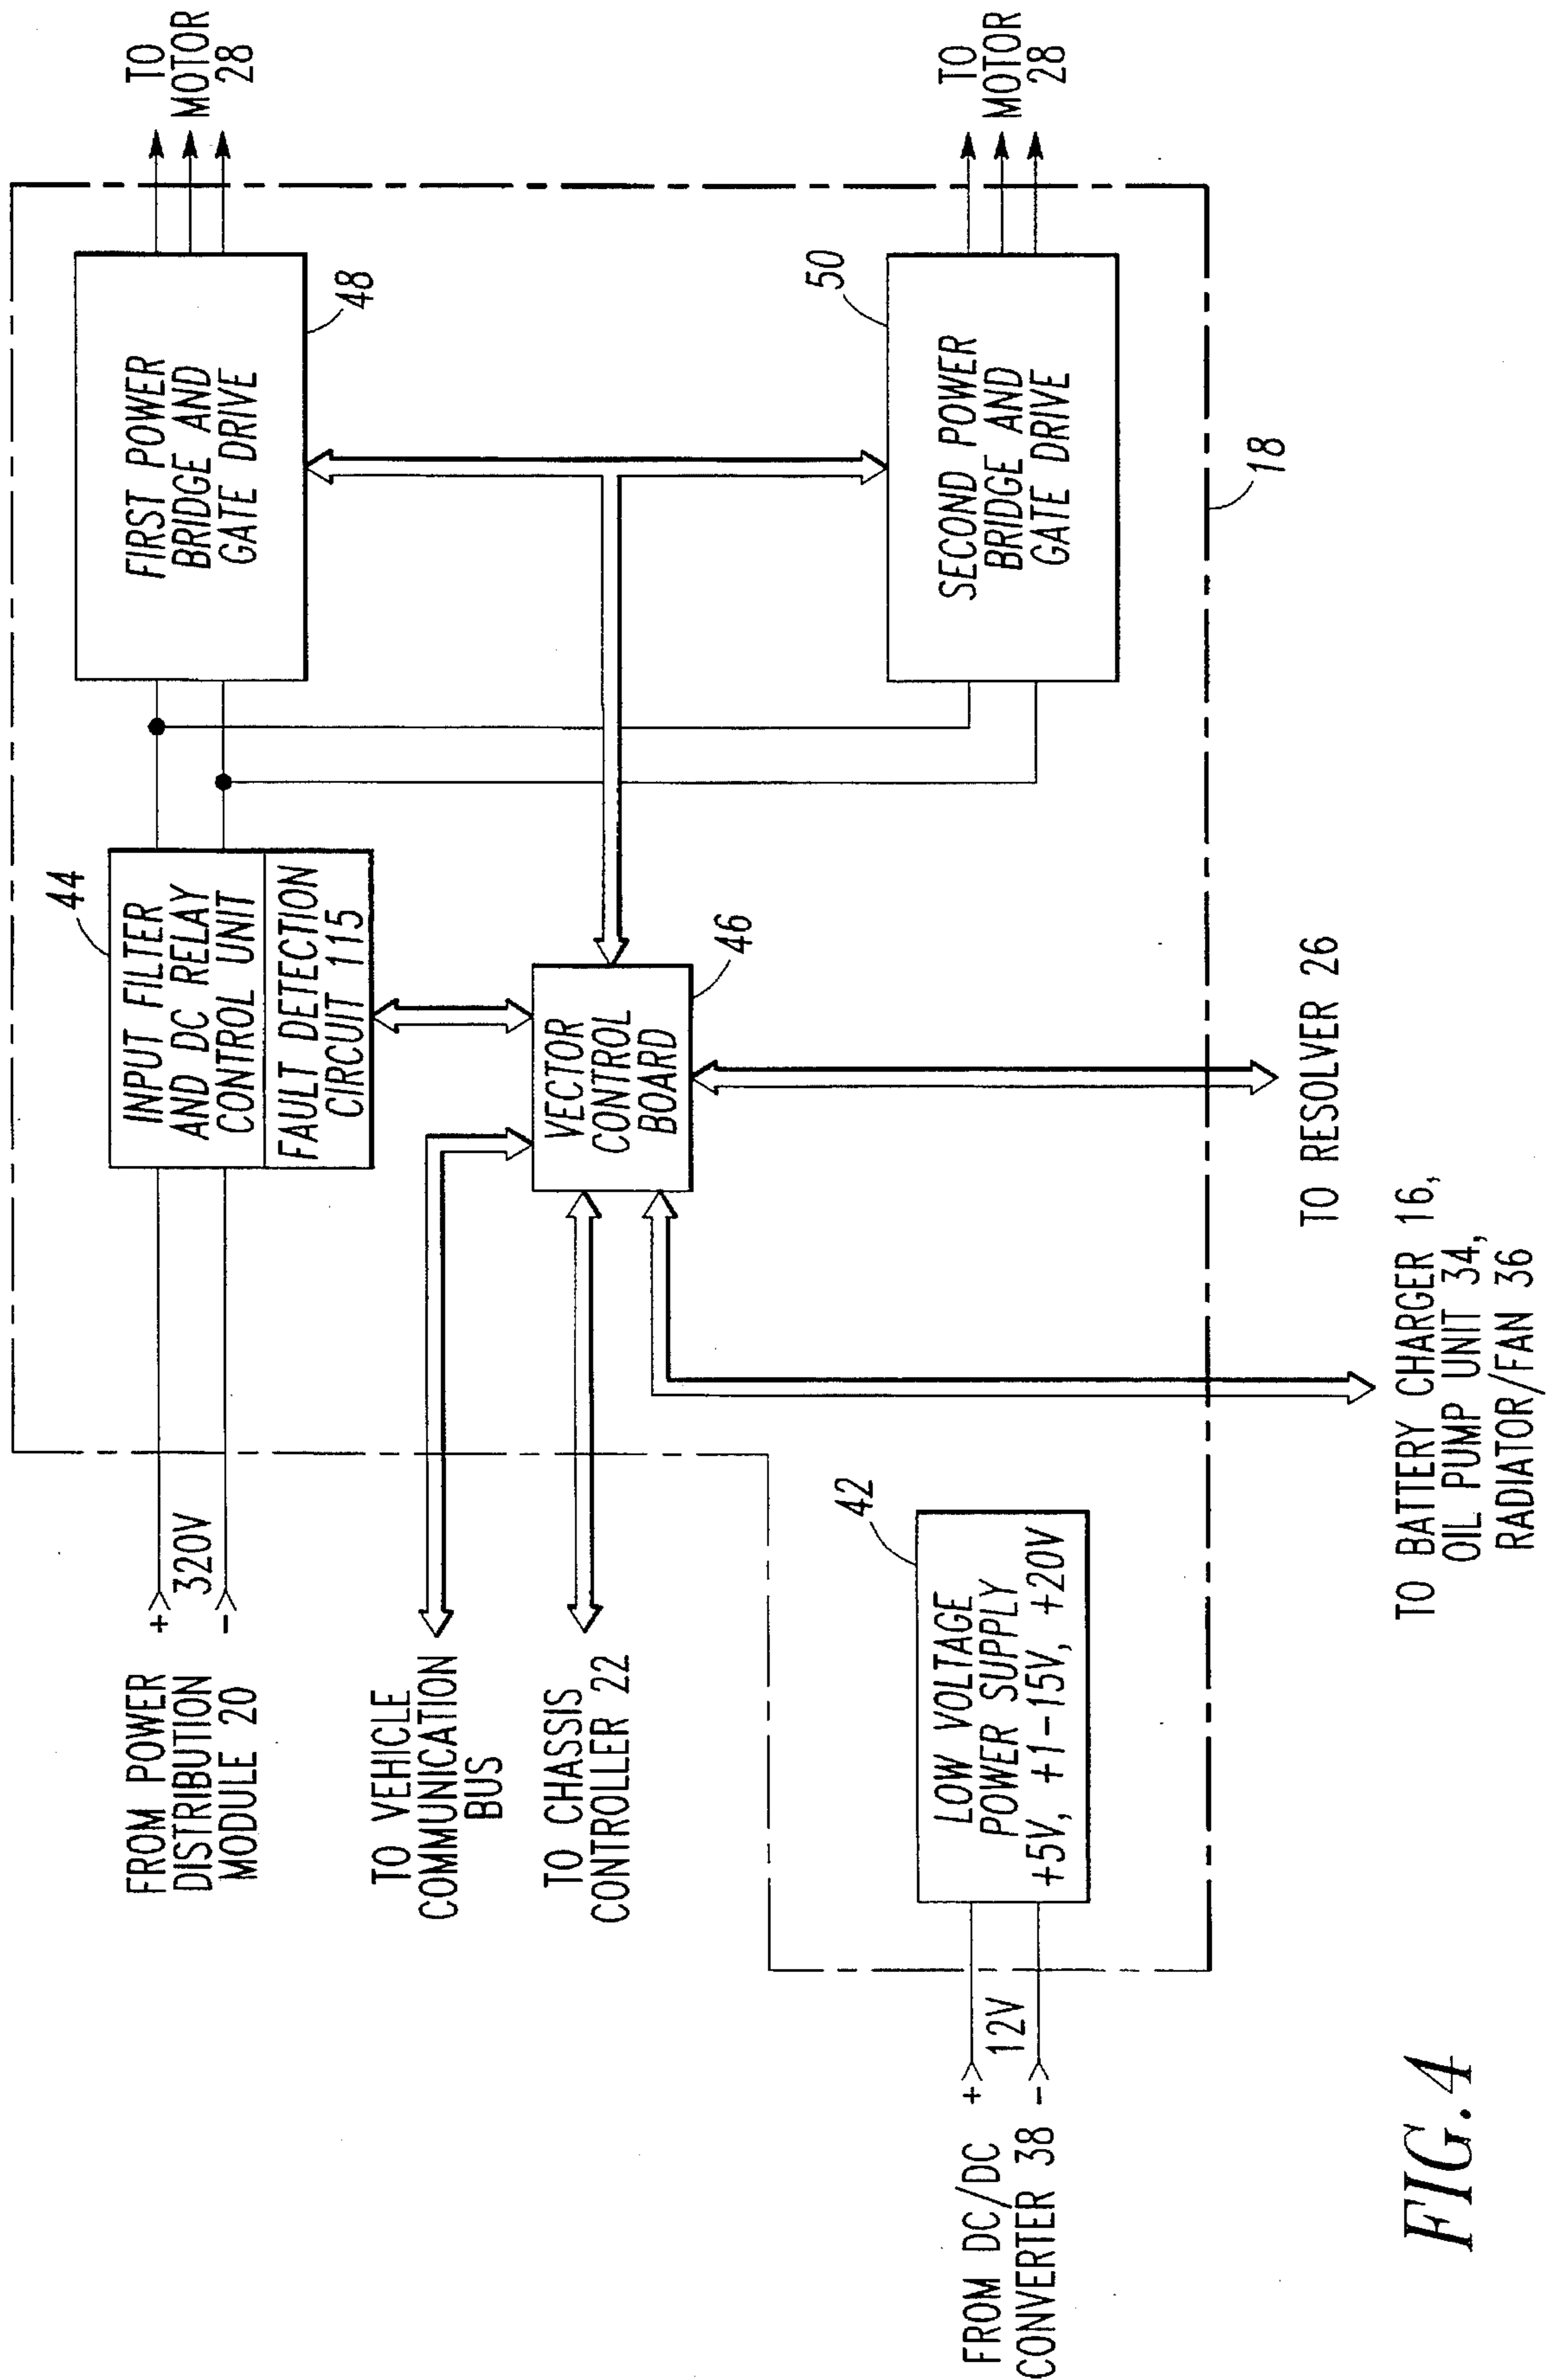 FROM POWER
DISTRIBUTION
MODULE 20
+
320V
-
44
INPUT FILTER
AND DC RELAY
CONTROL UNIT
FAULT DETECTION
CIRCUIT 115
FIRST POWER
BRIDGE AND
GATE DRIVE
48
TO
MOTOR
28
TO VEHICLE
COMMUNICATION
BUS
TO CHASSIS
CONTROLLER 22
VECTOR
CONTROL
BOARD
46
50
SECOND POWER
BRIDGE AND
GATE DRIVE
TO
MOTOR
28
FROM DC/DC
CONVERTER 38
+
12V
-
42
LOW VOLTAGE
POWER SUPPLY
+5V, +1-15V, +20V
18
TO RESOLVER 26
TO BATTERY CHARGER 16,
OIL PUMP UNIT 34,
RADIATOR/FAN 36
FIG.4